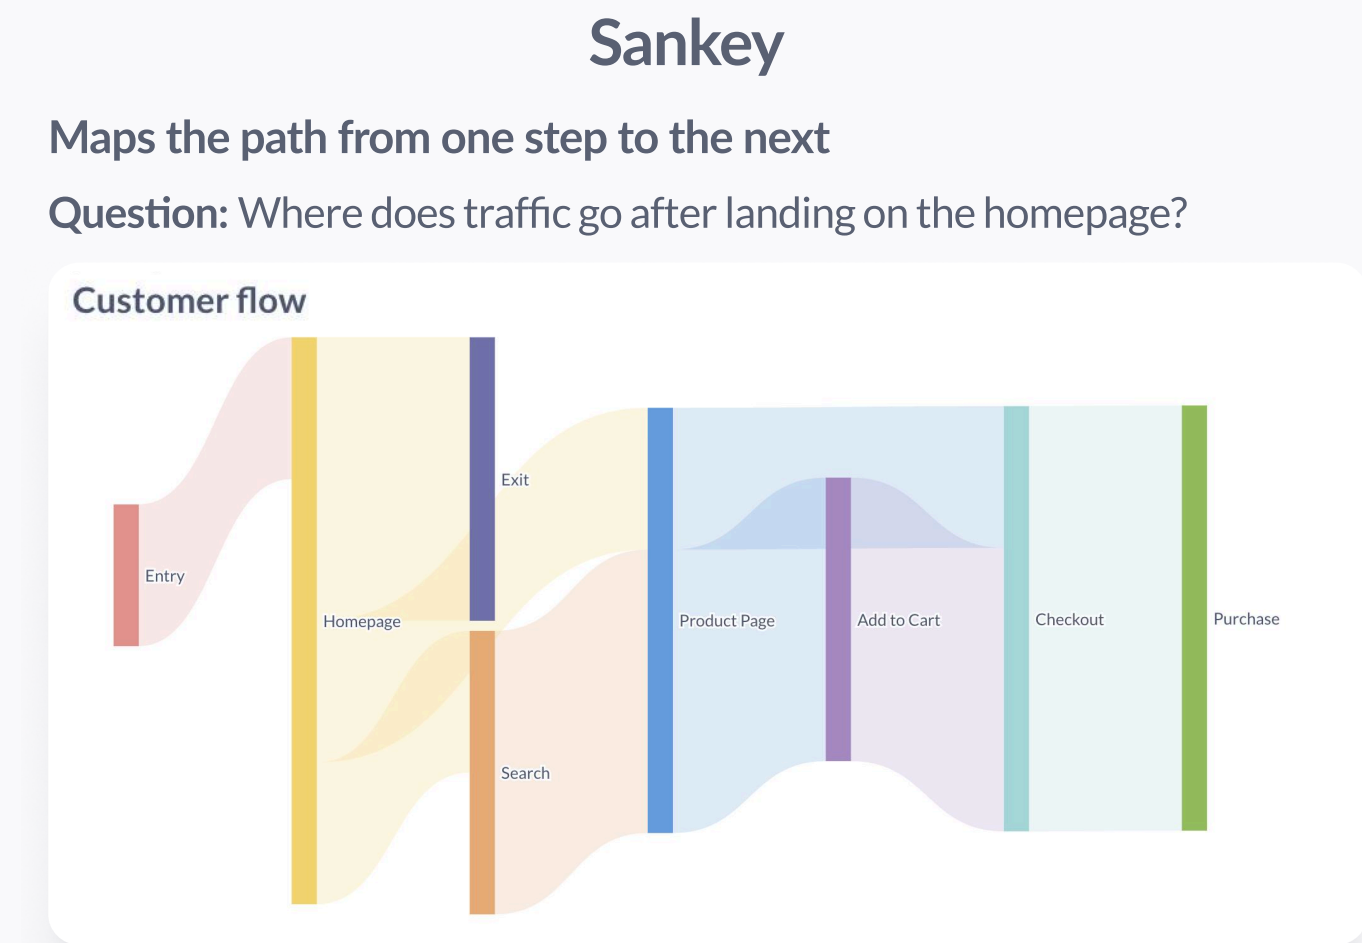 Sankey
Maps the path from one step to the next
Question: Where does traffic go after landing on the homepage?
Customer flow
Exit
Entry
Homepage
Product Page
Add to Cart
Checkout
Purchase
Search